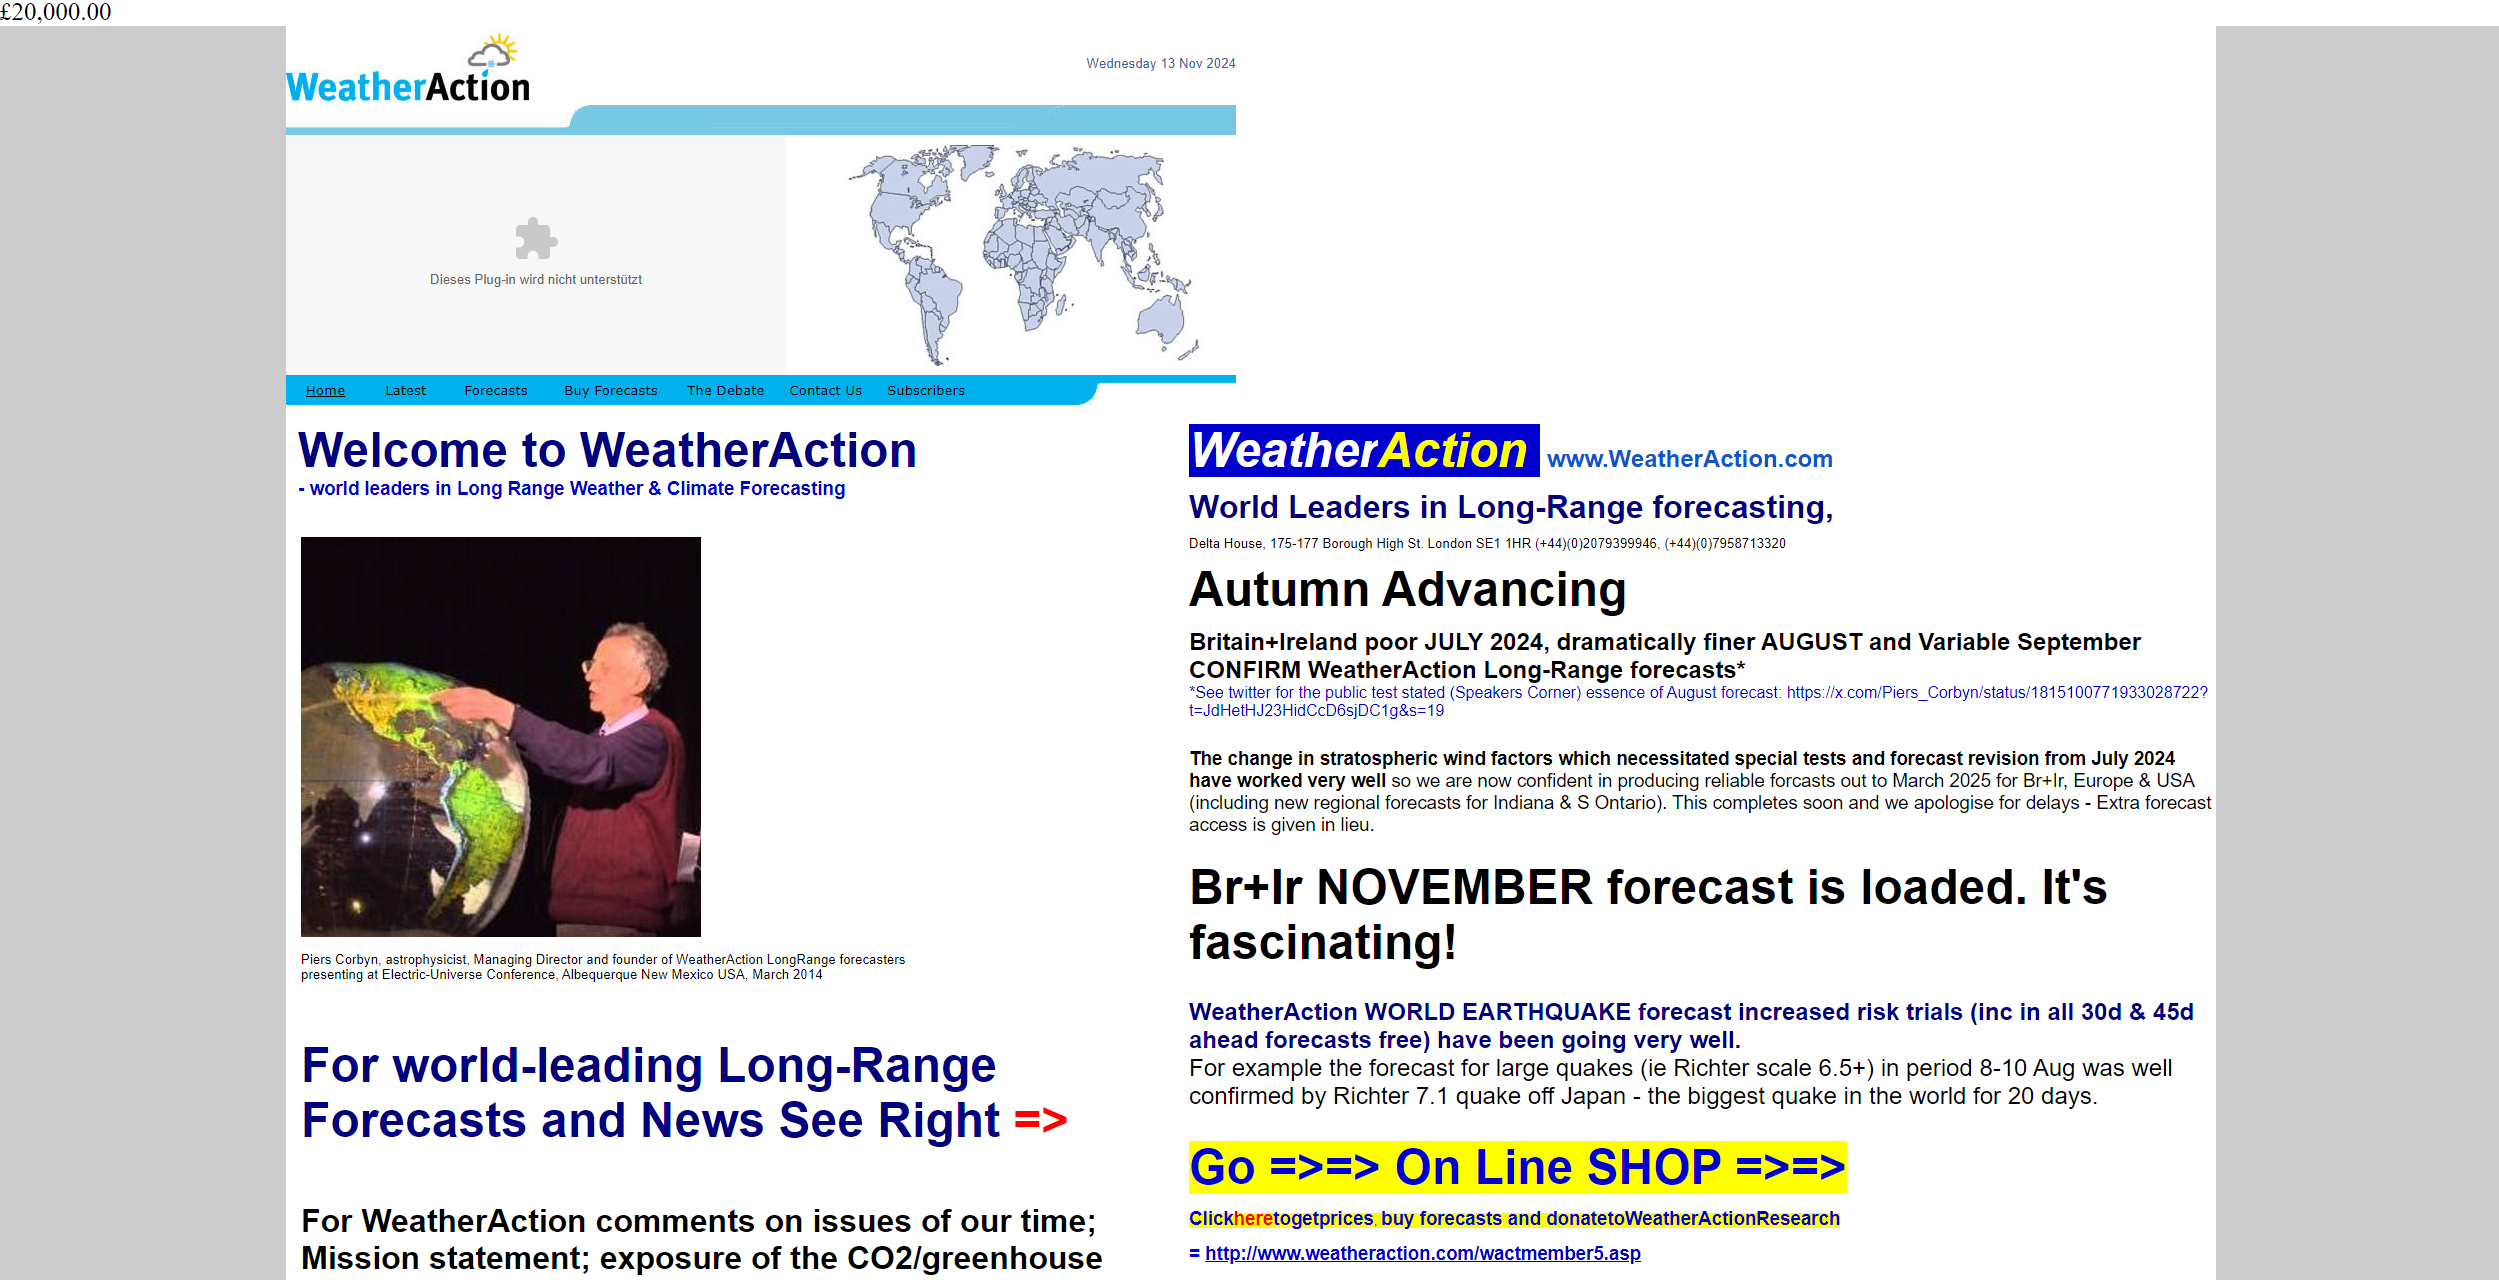 £20,000.00
WeatherAction
Wednesday 13 Nov 2024
Dieses Plug-in wird nicht unterstützt
Home Latest Forecasts Buy Forecasts The Debate Contact Us Subscribers
Welcome to WeatherAction
- world leaders in Long Range Weather & Climate Forecasting
Piers Corbyn, astrophysicist, Managing Director and founder of WeatherAction LongRange forecasters
presenting at Electric-Universe Conference, Albequerque New Mexico USA, March 2014
For world-leading Long-Range
Forecasts and News See Right =>
For WeatherAction comments on issues of our time;
Mission statement; exposure of the CO2/greenhouse
WeatherAction www.WeatherAction.com
World Leaders in Long-Range forecasting,
Delta House, 175-177 Borough High St. London SE1 1HR (+44)(0)2079399946, (+44)(0)7958713320
Autumn Advancing
Britain+Ireland poor JULY 2024, dramatically finer AUGUST and Variable September
CONFIRM WeatherAction Long-Range forecasts*
*See twitter for the public test stated (Speakers Corner) essence of August forecast: https://x.com/Piers_Corbyn/status/1815100771933028722?
t=JdHetHJ23HidCcD6sjDC1g&s=19
The change in stratospheric wind factors which necessitated special tests and forecast revision from July 2024
have worked very well so we are now confident in producing reliable forcasts out to March 2025 for Br+Ir, Europe & USA
(including new regional forecasts for Indiana & S Ontario). This completes soon and we apologise for delays - Extra forecast
access is given in lieu.
Br+Ir NOVEMBER forecast is loaded. It's
fascinating!
WeatherAction WORLD EARTHQUAKE forecast increased risk trials (inc in all 30d & 45d
ahead forecasts free) have been going very well.
For example the forecast for large quakes (ie Richter scale 6.5+) in period 8-10 Aug was well
confirmed by Richter 7.1 quake off Japan - the biggest quake in the world for 20 days.
Go =>=> On Line SHOP =>=>
Clickheretogetprices, buy forecasts and donatetoWeatherActionResearch
= http://www.weatheraction.com/wactmember5.asp